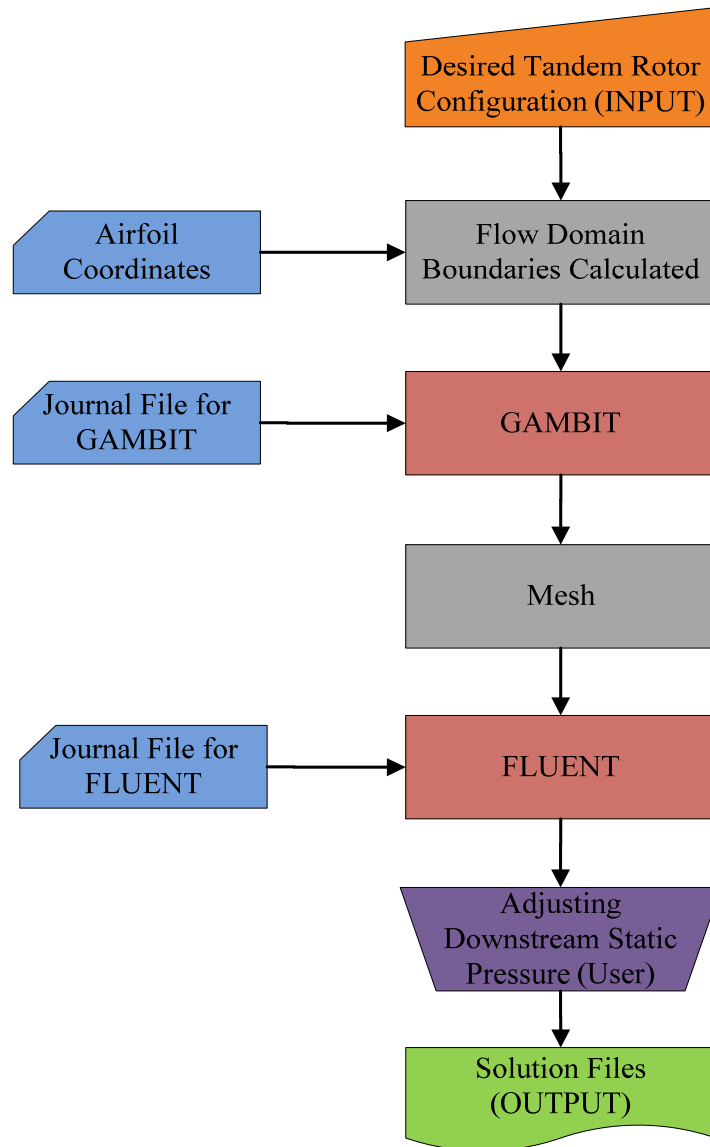 Desired Tandem Rotor
Configuration (INPUT)
Airfoil
Coordinates
Flow Domain
Boundaries Calculated
Journal File for
GAMBIT
GAMBIT
Mesh
Journal File for
FLUENT
FLUENT
Adjusting
Downstream Static
Pressure (User)
Solution Files
(OUTPUT)